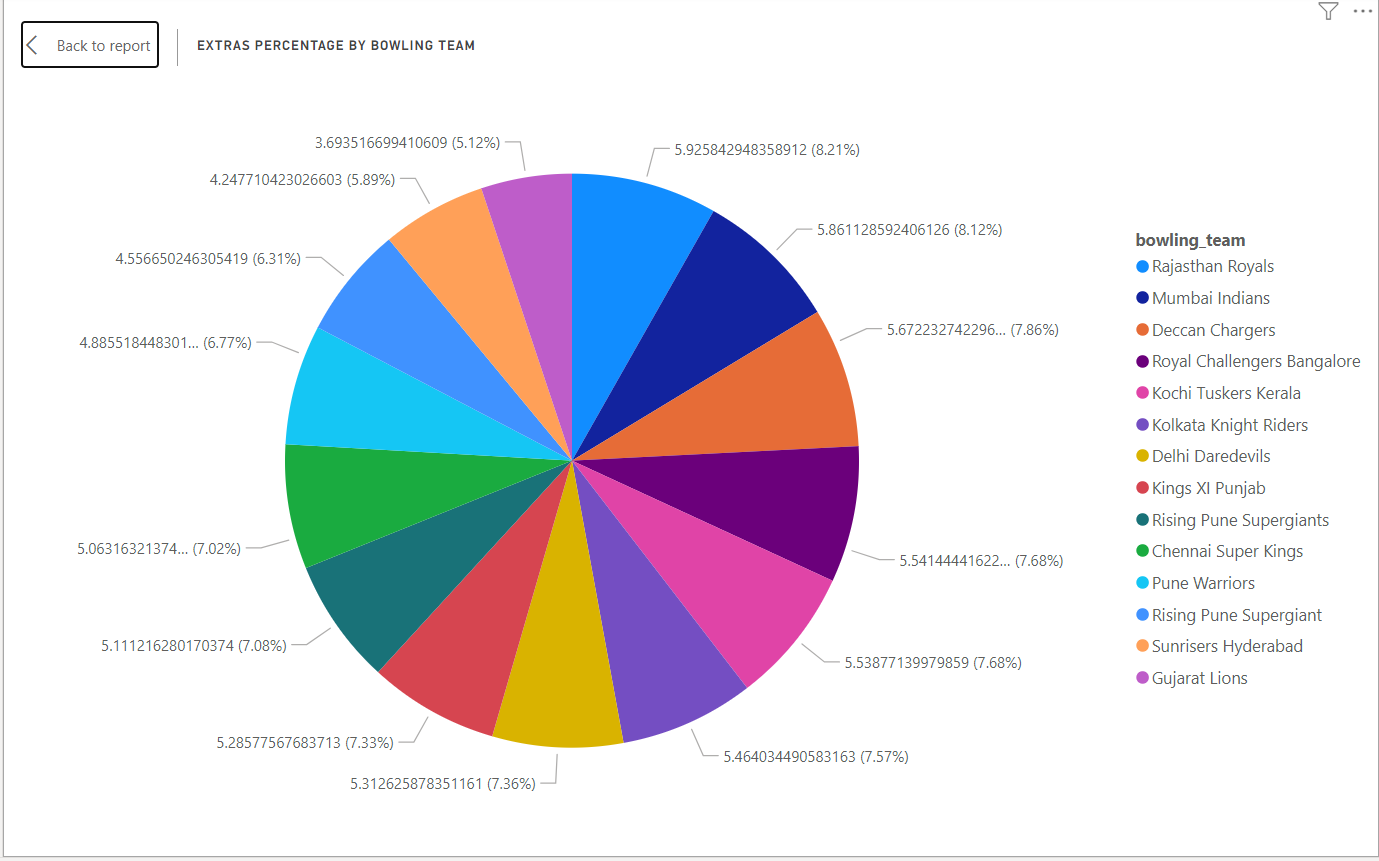 Back to report
EXTRAS PERCENTAGE BY BOWLING TEAM
3.693516699410609 (5.12%)
5.925842948358912 (8.21%)
4.247710423026603 (5.89%)
5.861128592406126 (8.12%)
4.556650246305419 (6.31%)
5.672232742296... (7.86%)
4.885518448301... (6.77%)
5.06316321374... (7.02%)
5.54144441622... (7.68%)
5.111216280170374 (7.08%)
5.53877139979859 (7.68%)
5.28577567683713 (7.33%)
5.464034490583163 (7.57%)
5.312625878351161 (7.36%)
bowling_team
Rajasthan Royals
Mumbai Indians
Deccan Chargers
Royal Challengers Bangalore
Kochi Tuskers Kerala
Kolkata Knight Riders
Delhi Daredevils
Kings XI Punjab
Rising Pune Supergiants
Chennai Super Kings
Pune Warriors
Rising Pune Supergiant
Sunrisers Hyderabad
Gujarat Lions